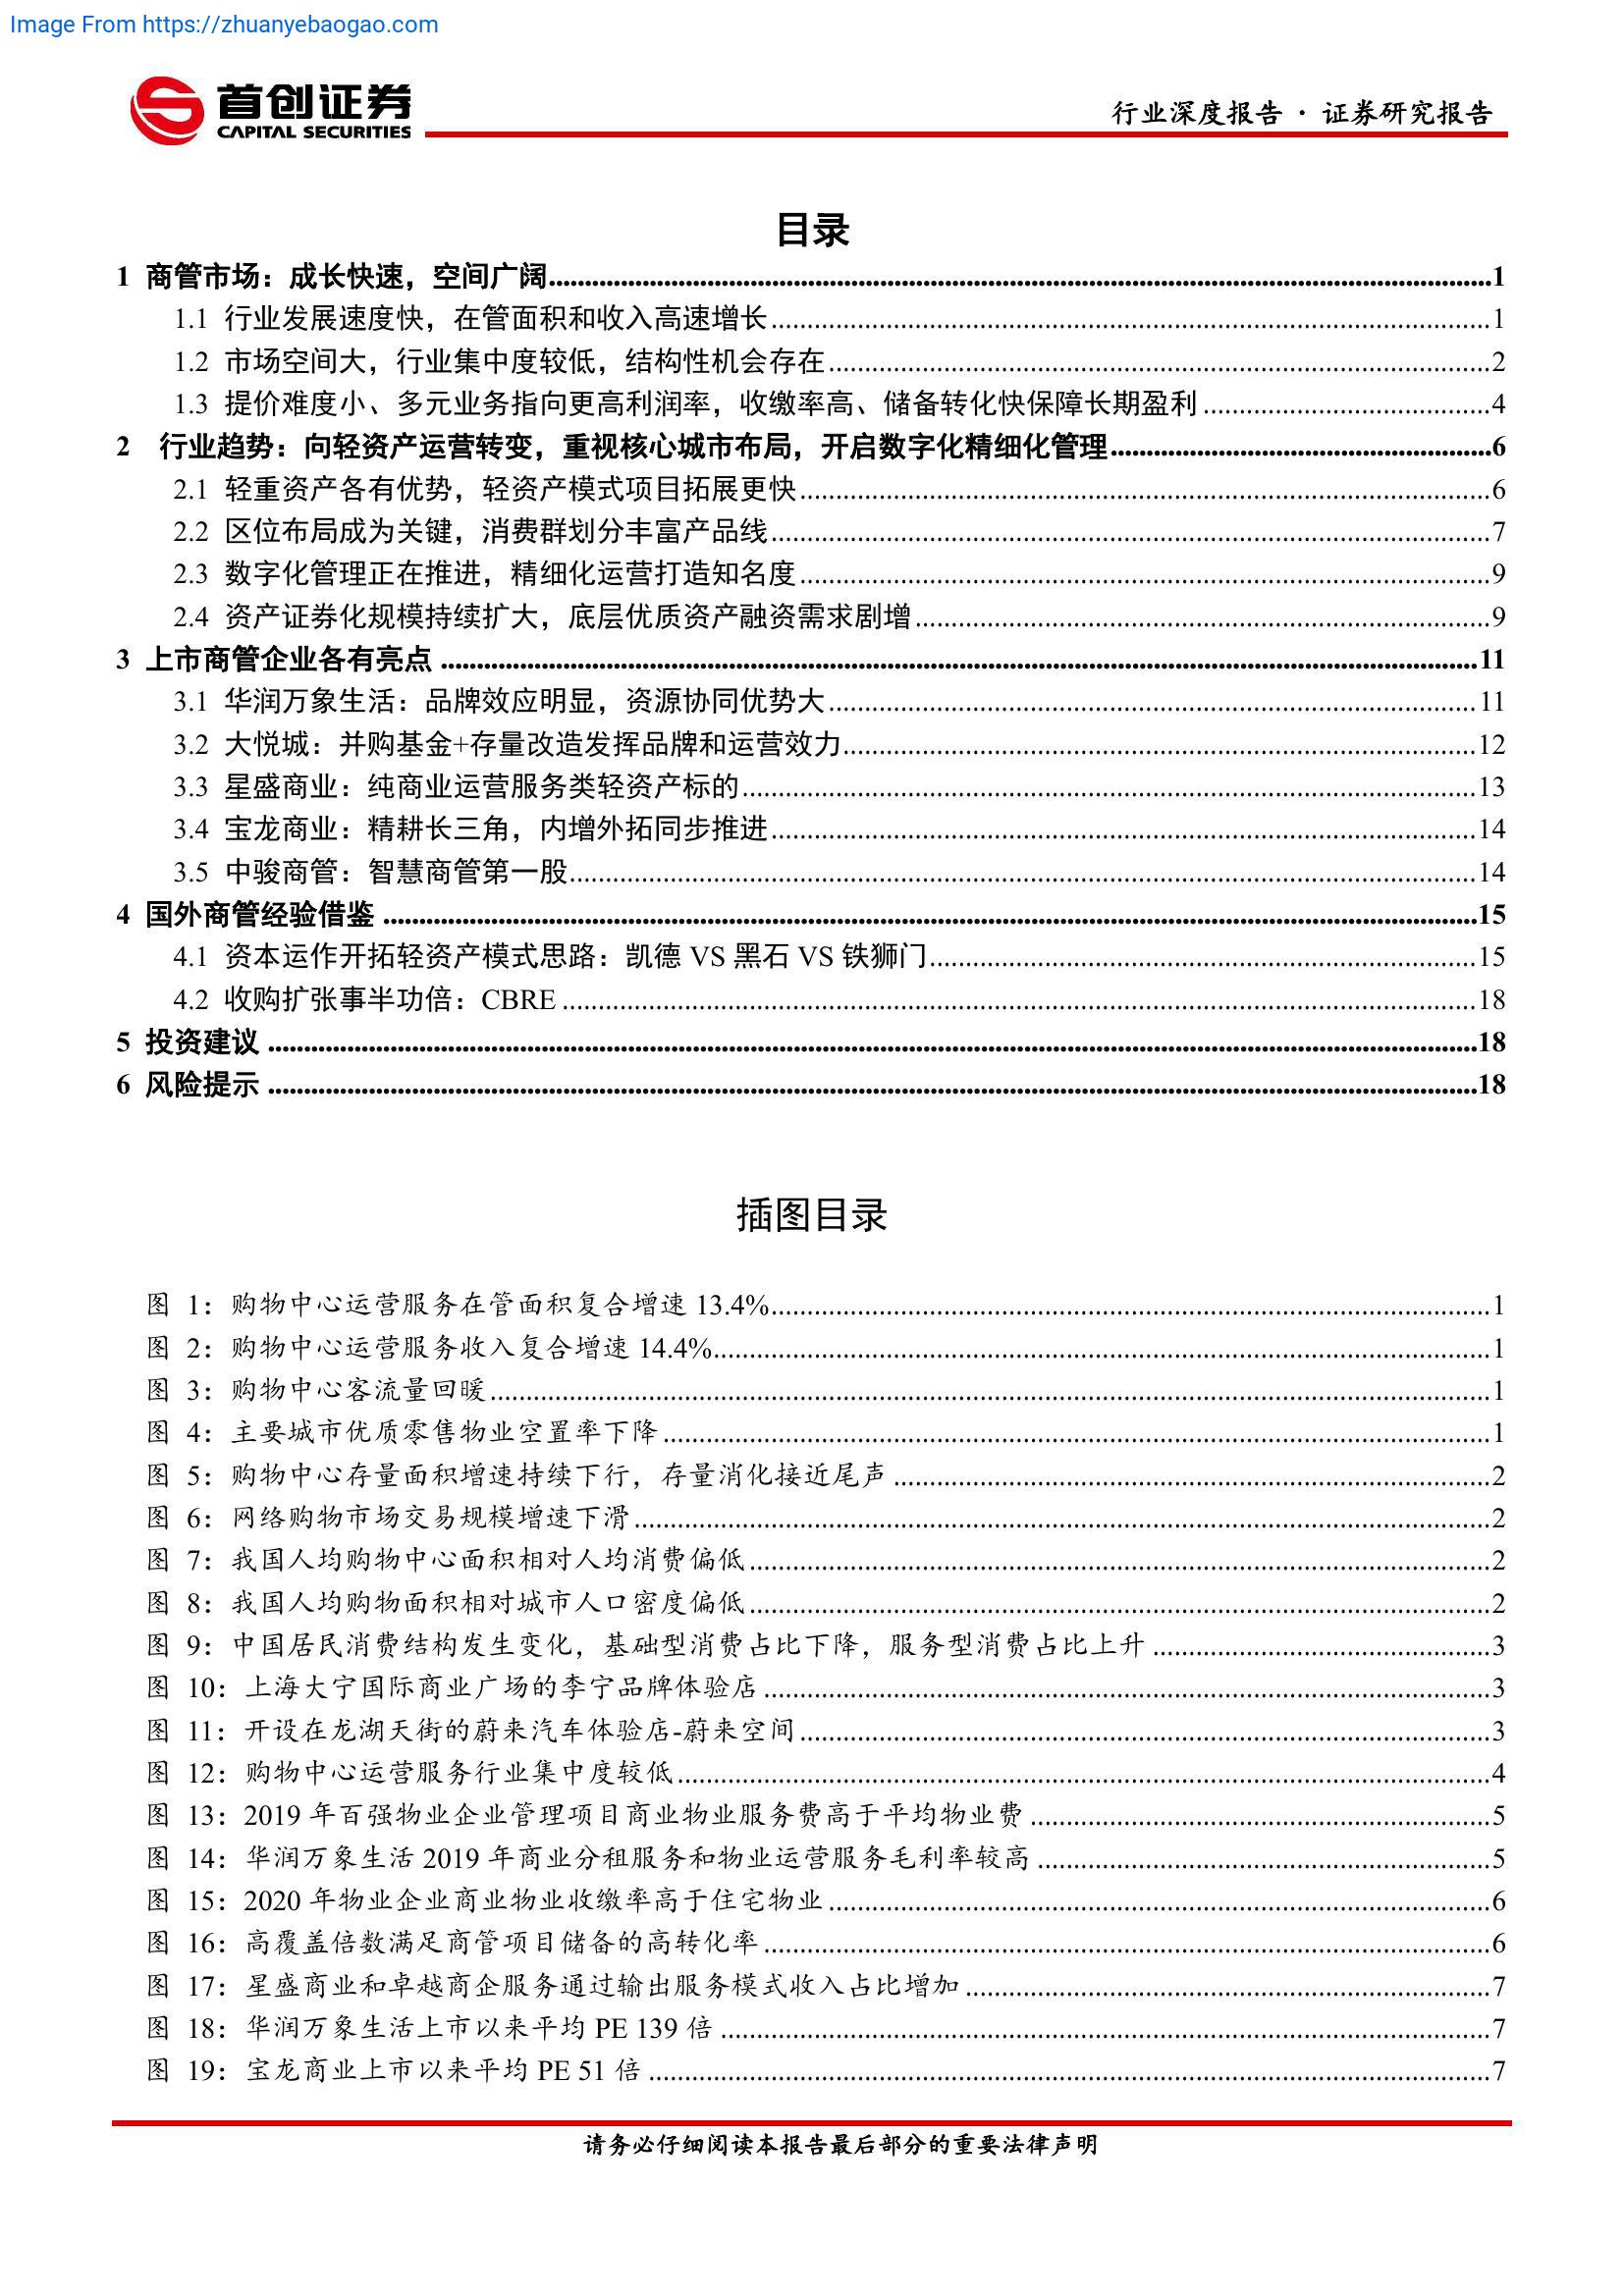 Image From https://zhuanyebaogao.com
首创证券
CAPITAL SECURITIES
行业深度报告 · 证券研究报告
目录
1 商管市场：成长快速，空间广阔........1
1.1 行业发展速度快，在管面积和收入高速增长........1
1.2 市场空间大，行业集中度较低，结构性机会存在........2
1.3 提价难度小、多元业务指向更高利润率，收缴率高、储备转化快保障长期盈利........4
2 行业趋势：向轻资产运营转变，重视核心城市布局，开启数字化精细化管理........6
2.1 轻重资产各有优势，轻资产模式项目拓展更快........6
2.2 区位布局成为关键，消费群划分丰富产品线........7
2.3 数字化管理正在推进，精细化运营打造知名度........9
2.4 资产证券化规模持续扩大，底层优质资产融资需求剧增........9
3 上市商管企业各有亮点........11
3.1 华润万象生活：品牌效应明显，资源协同优势大........11
3.2 大悦城：并购基金+存量改造发挥品牌和运营效力........12
3.3 星盛商业：纯商业运营服务类轻资产标的........13
3.4 宝龙商业：精耕长三角，内增外拓同步推进........14
3.5 中骏商管：智慧商管第一股........14
4 国外商管经验借鉴........15
4.1 资本运作开拓轻资产模式思路：凯德 VS 黑石 VS 铁狮门........15
4.2 收购扩张事半功倍：CBRE........18
5 投资建议........18
6 风险提示........18
插图目录
图 1：购物中心运营服务在管面积复合增速 13.4%........1
图 2：购物中心运营服务收入复合增速 14.4%........1
图 3：购物中心客流量回暖........1
图 4：主要城市优质零售物业空置率下降........1
图 5：购物中心存量面积增速持续下行，存量消化接近尾声........2
图 6：网络购物市场交易规模增速下滑........2
图 7：我国人均购物中心面积相对人均消费偏低........2
图 8：我国人均购物面积相对城市人口密度偏低........2
图 9：中国居民消费结构发生变化，基础型消费占比下降，服务型消费占比上升........3
图 10：上海大宁国际商业广场的李宁品牌体验店........3
图 11：开设在龙湖天街的蔚来汽车体验店-蔚来空间........3
图 12：购物中心运营服务行业集中度较低........4
图 13：2019 年百强物业企业管理项目商业物业服务费高于平均物业费........5
图 14：华润万象生活 2019 年商业分租服务和物业运营服务毛利率较高........5
图 15：2020 年物业企业商业物业收缴率高于住宅物业........6
图 16：高覆盖倍数满足商管项目储备的高转化率........6
图 17：星盛商业和卓越商企服务通过输出服务模式收入占比增加........7
图 18：华润万象生活上市以来平均 PE 139 倍........7
图 19：宝龙商业上市以来平均 PE 51 倍........7
请务必仔细阅读本报告最后部分的重要法律声明